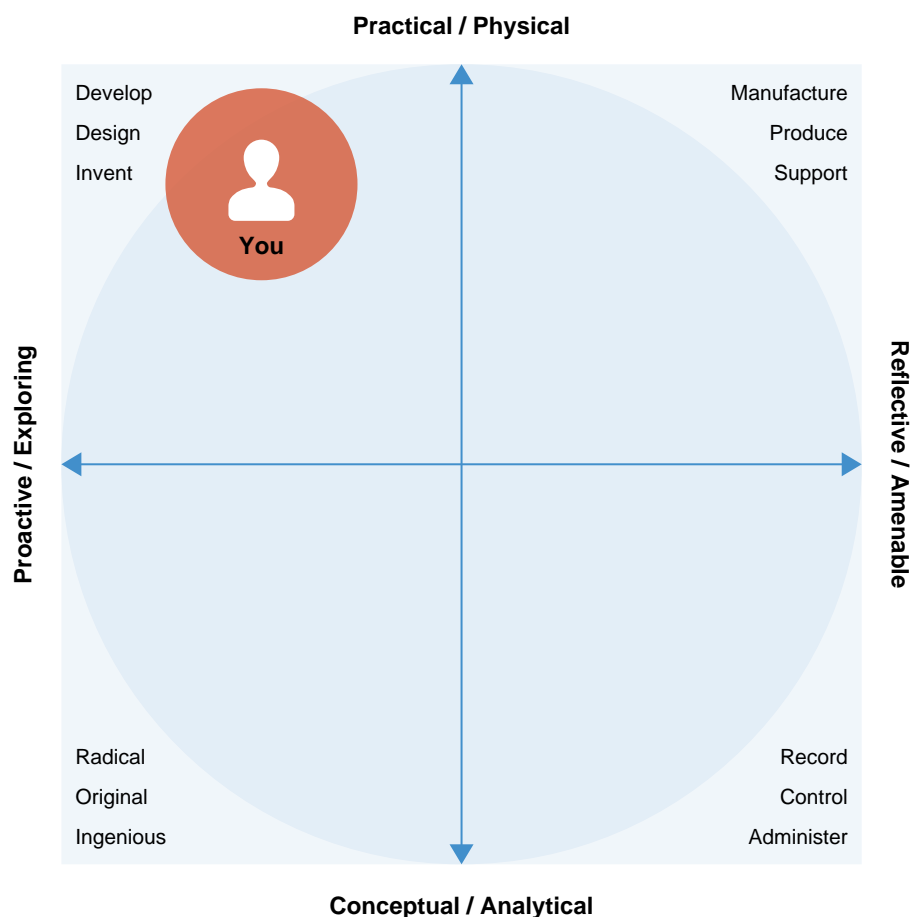 Practical / Physical
Develop
Design
Invent
Manufacture
Produce
Support
You
Proactive / Exploring
Reflective / Amenable
Radical
Original
Ingenious
Record
Control
Administer
Conceptual / Analytical